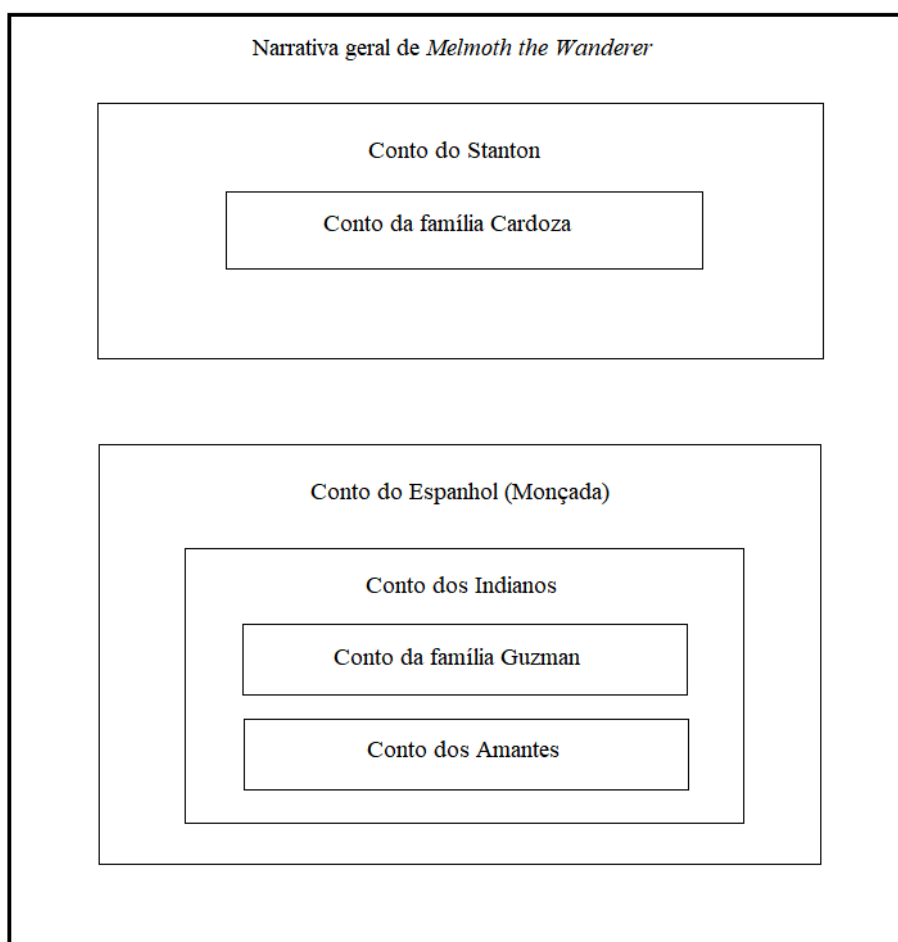 Narrativa geral de Melmoth the Wanderer
Conto do Stanton
Conto da família Cardoza
Conto do Espanhol (Monçada)
Conto dos Indianos
Conto da família Guzman
Conto dos Amantes